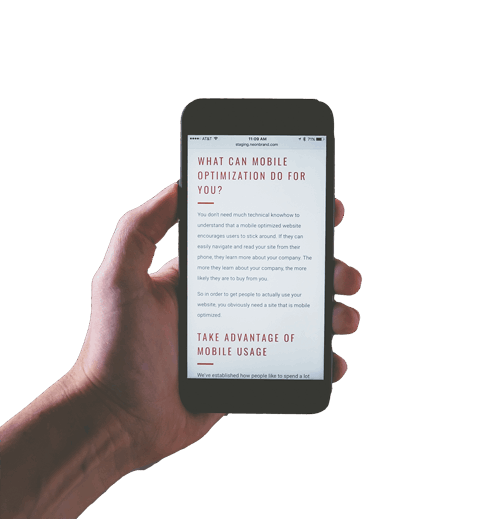 AT&T 11:09 AM 71%
staging.neonbrand.com
WHAT CAN MOBILE
OPTIMIZATION DO FOR
YOU?
You don't need much technical knowhow to
understand that a mobile optimized website
encourages users to stick around. If they can
easily navigate and read your site from their
phone, they learn more about your company. The
more they learn about your company, the more
likely they are to buy from you.
So in order to get people to actually use your
website, you obviously need a site that is mobile
optimized.
TAKE ADVANTAGE OF
MOBILE USAGE
We've established how people like to spend a lot